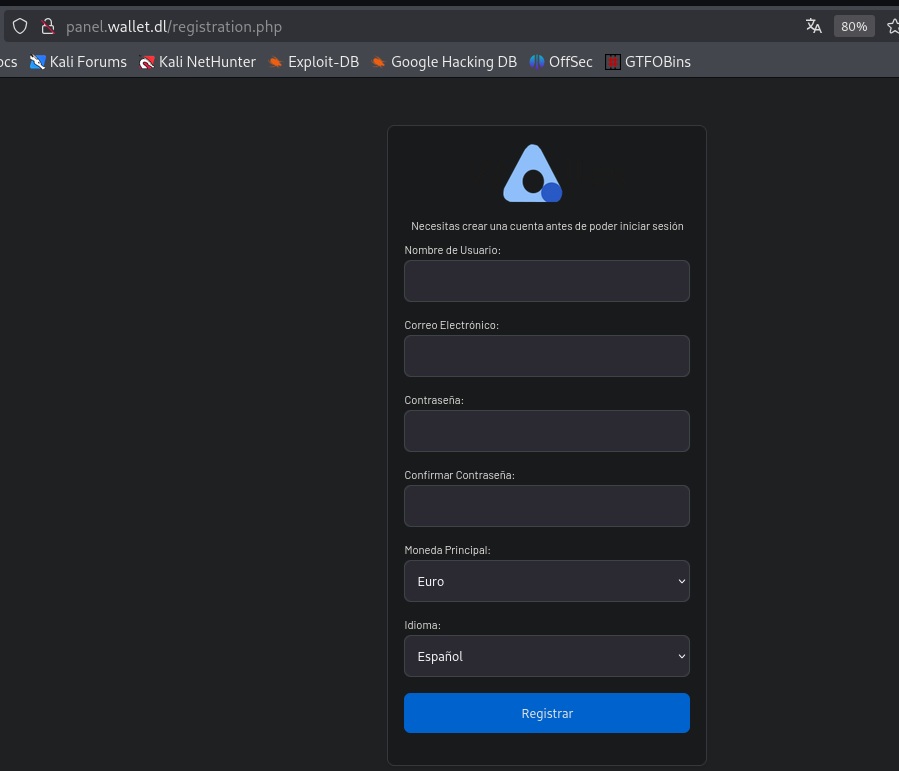 panel.wallet.dl/registration.php
80%
ocs Kali Forums Kali NetHunter Exploit-DB Google Hacking DB OffSec GTFOBins
Necesitas crear una cuenta antes de poder iniciar sesión
Nombre de Usuario:
Correo Electrónico:
Contraseña:
Confirmar Contraseña:
Moneda Principal:
Euro
Idioma:
Español
Registrar